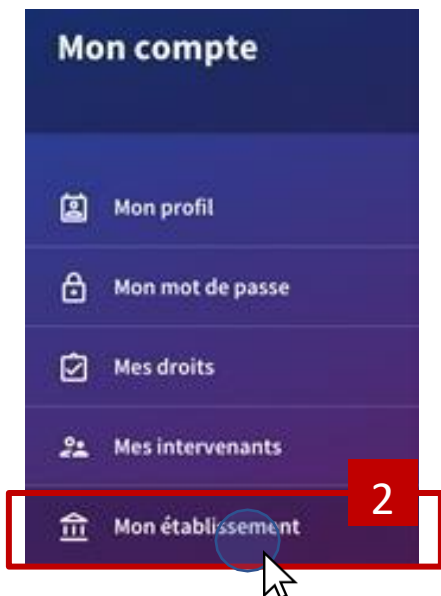 Mon compte
Mon profil
Mon mot de passe
Mes droits
Mes intervenants
2
Mon établissement